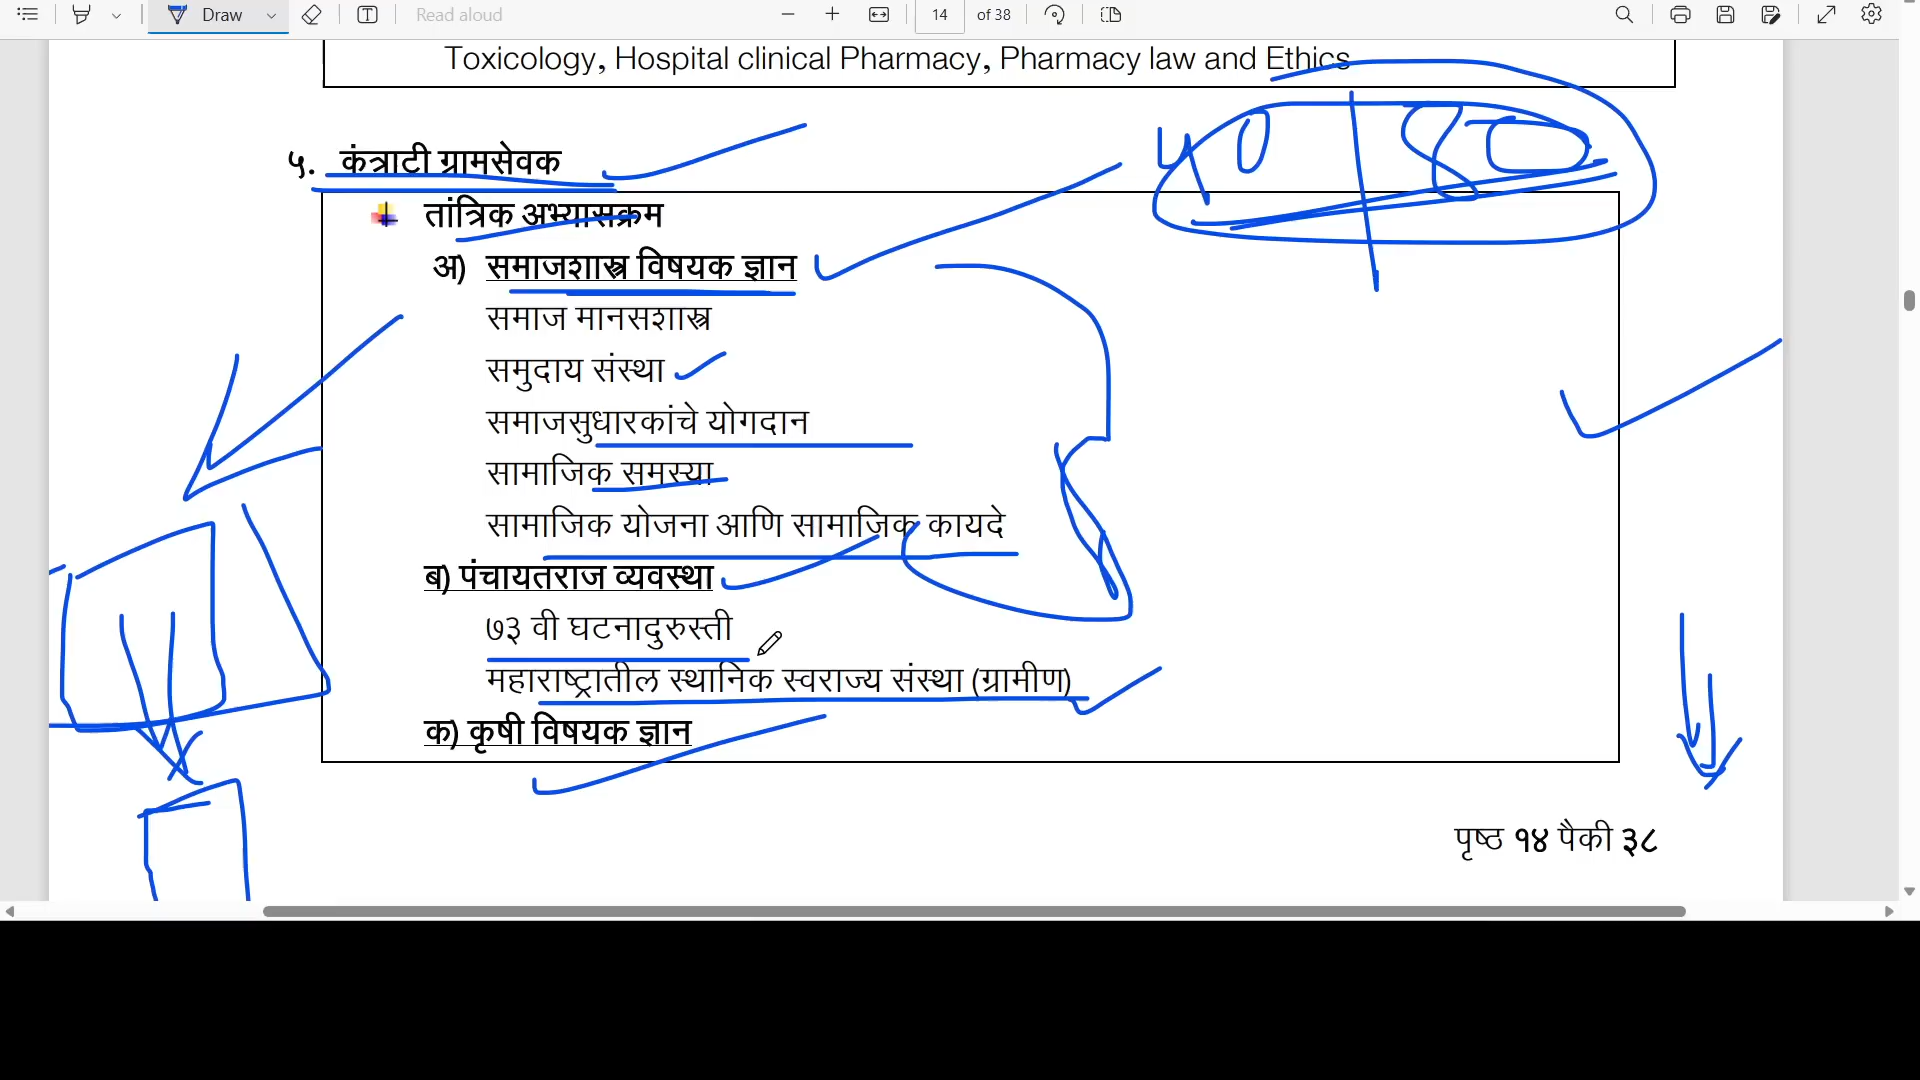 Draw Read aloud 14 of 38
Toxicology, Hospital clinical Pharmacy, Pharmacy law and Ethics
40 80
५. कंत्राटी ग्रामसेवक
तांत्रिक अभ्यासक्रम
अ) समाजशास्त्र विषयक ज्ञान
समाज मानसशास्त्र
समुदाय संस्था
समाजसुधारकांचे योगदान
सामाजिक समस्या
सामाजिक योजना आणि सामाजिक कायदे
ब) पंचायतराज व्यवस्था
७३ वी घटनादुरुस्ती
महाराष्ट्रातील स्थानिक स्वराज्य संस्था (ग्रामीण)
क) कृषी विषयक ज्ञान
पृष्ठ १४ पैकी ३८